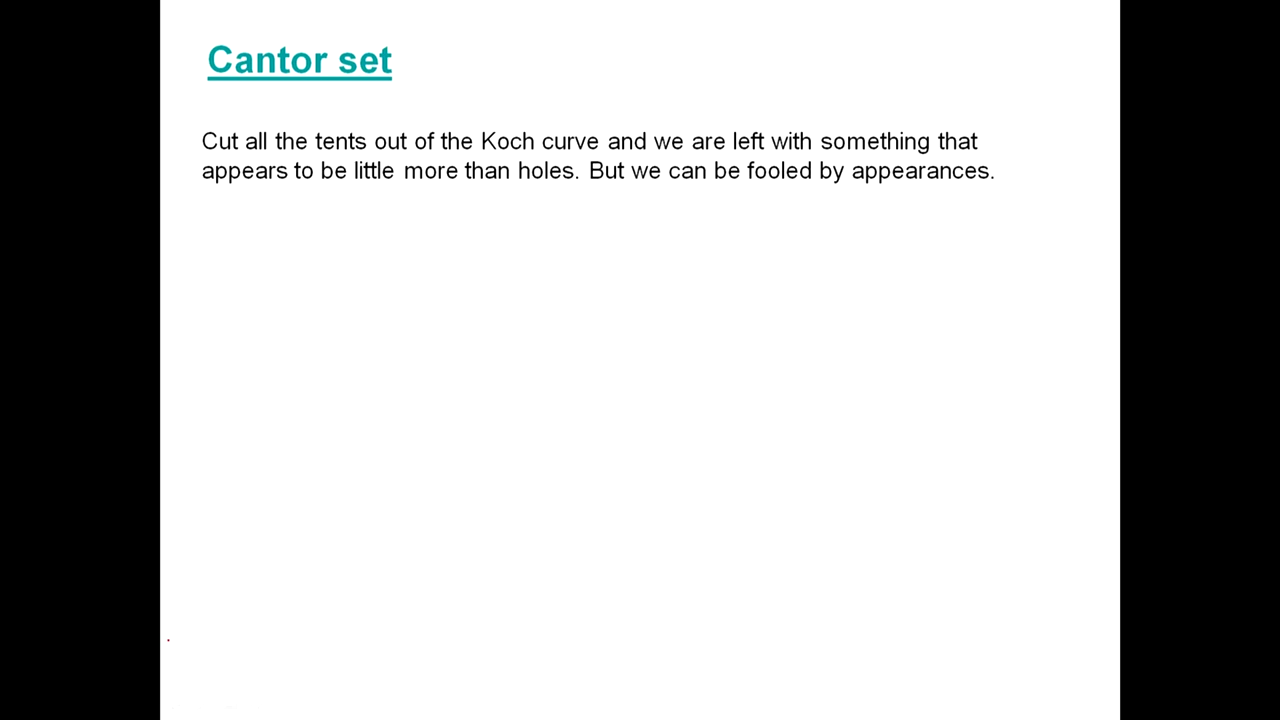 Cantor set
Cut all the tents out of the Koch curve and we are left with something that
appears to be little more than holes. But we can be fooled by appearances.